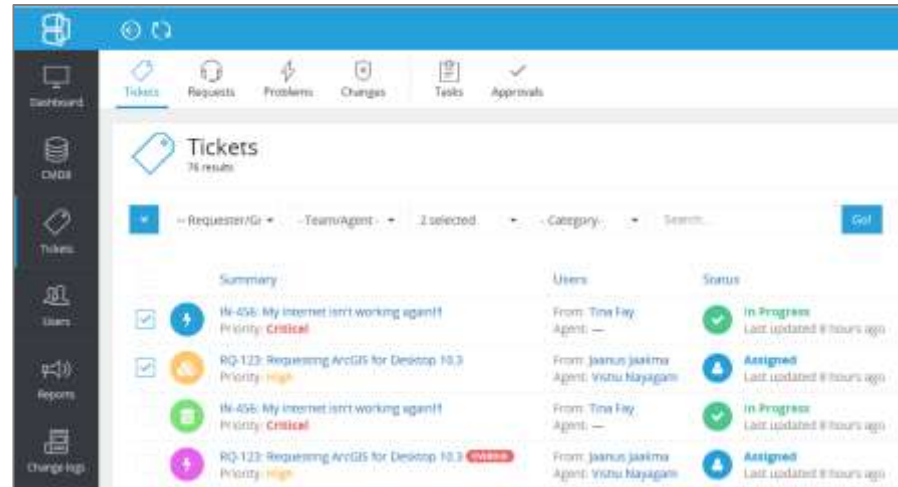 Dashboard
CMDB
Tickets
Users
Reports
Change logs
Tickets
Requests
Problems
Changes
Tasks
Approvals
Tickets
76 results
-- Requester/Gr
- Team/Agent -
2 selected
- Category-
Search...
Go!
Summary
Users
Status
IN-456: My internet isn't working again!!!
Priority: Critical
From: Tina Fay
Agent: —
In Progress
Last updated 8 hours ago
RQ-123: Requesting ArcGIS for Desktop 10.3
Priority: High
From: Jaanus Jaakma
Agent: Vishu Nayagam
Assigned
Last updated 8 hours ago
IN-456: My internet isn't working again!!!
Priority: Critical
From: Tina Fay
Agent: —
In Progress
Last updated 8 hours ago
RQ-123: Requesting ArcGIS for Desktop 10.3
Priority: High
From: Jaanus Jaakma
Agent: Vishu Nayagam
Assigned
Last updated 8 hours ago